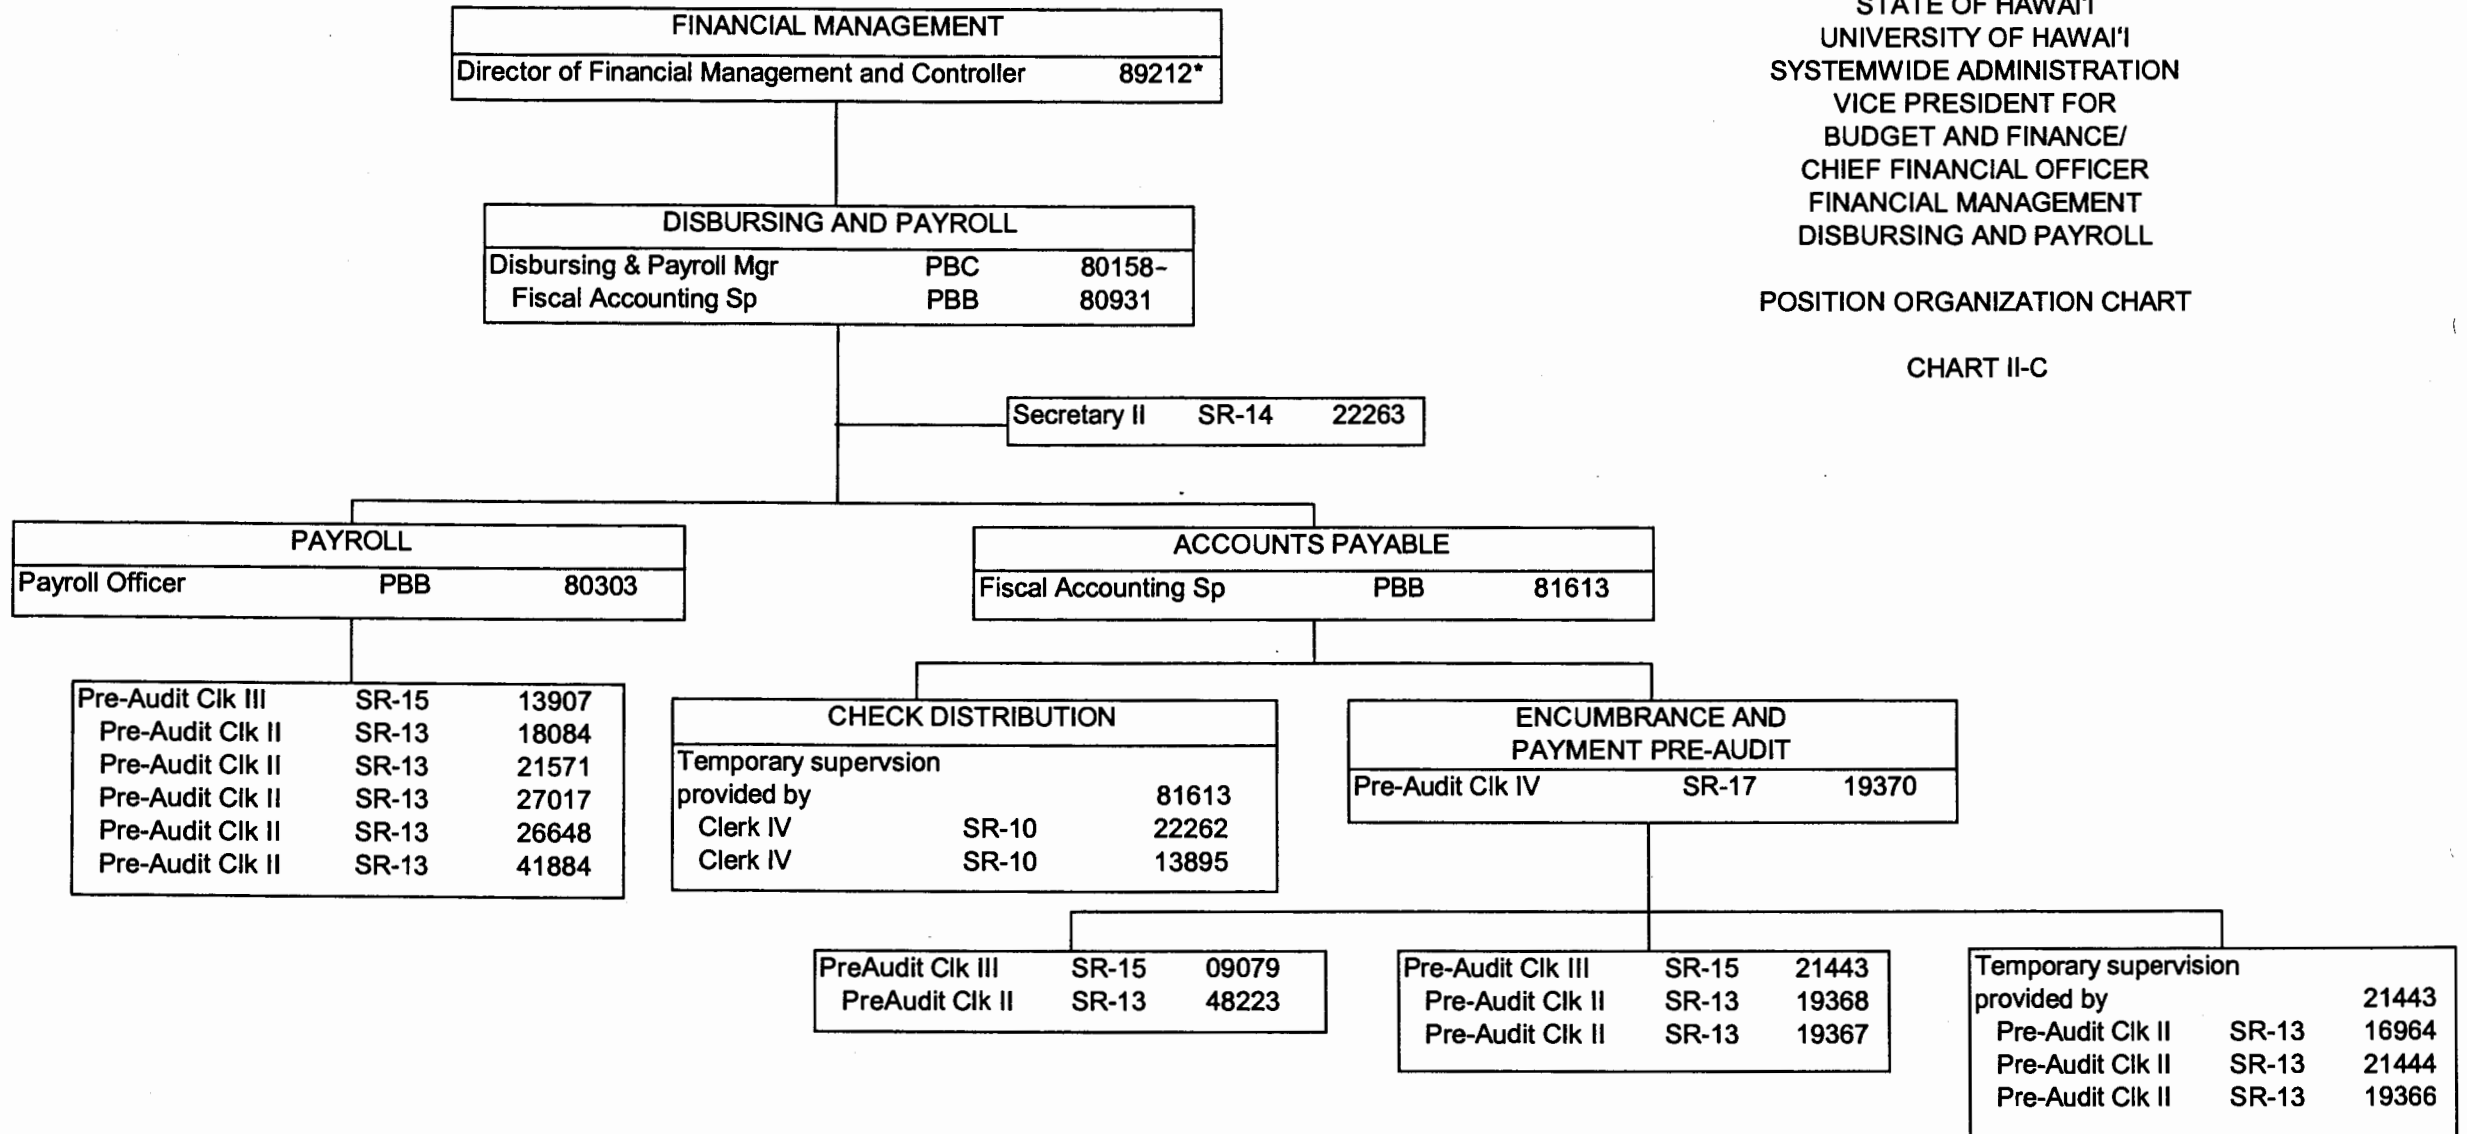 STATE OF HAWAI'I
UNIVERSITY OF HAWAI'I
SYSTEMWIDE ADMINISTRATION
VICE PRESIDENT FOR
BUDGET AND FINANCE/
CHIEF FINANCIAL OFFICER
FINANCIAL MANAGEMENT
DISBURSING AND PAYROLL
POSITION ORGANIZATION CHART
CHART II-C
FINANCIAL MANAGEMENT
Director of Financial Management and Controller 89212*
DISBURSING AND PAYROLL
Disbursing & Payroll Mgr PBC 80158~
Fiscal Accounting Sp PBB 80931
Secretary II SR-14 22263
PAYROLL
Payroll Officer PBB 80303
Pre-Audit Clk III SR-15 13907
Pre-Audit Clk II SR-13 18084
Pre-Audit Clk II SR-13 21571
Pre-Audit Clk II SR-13 27017
Pre-Audit Clk II SR-13 26648
Pre-Audit Clk II SR-13 41884
ACCOUNTS PAYABLE
Fiscal Accounting Sp PBB 81613
CHECK DISTRIBUTION
Temporary supervsion
provided by 81613
Clerk IV SR-10 22262
Clerk IV SR-10 13895
ENCUMBRANCE AND
PAYMENT PRE-AUDIT
Pre-Audit Clk IV SR-17 19370
PreAudit Clk III SR-15 09079
PreAudit Clk II SR-13 48223
Pre-Audit Clk III SR-15 21443
Pre-Audit Clk II SR-13 19368
Pre-Audit Clk II SR-13 19367
Temporary supervision
provided by 21443
Pre-Audit Clk II SR-13 16964
Pre-Audit Clk II SR-13 21444
Pre-Audit Clk II SR-13 19366